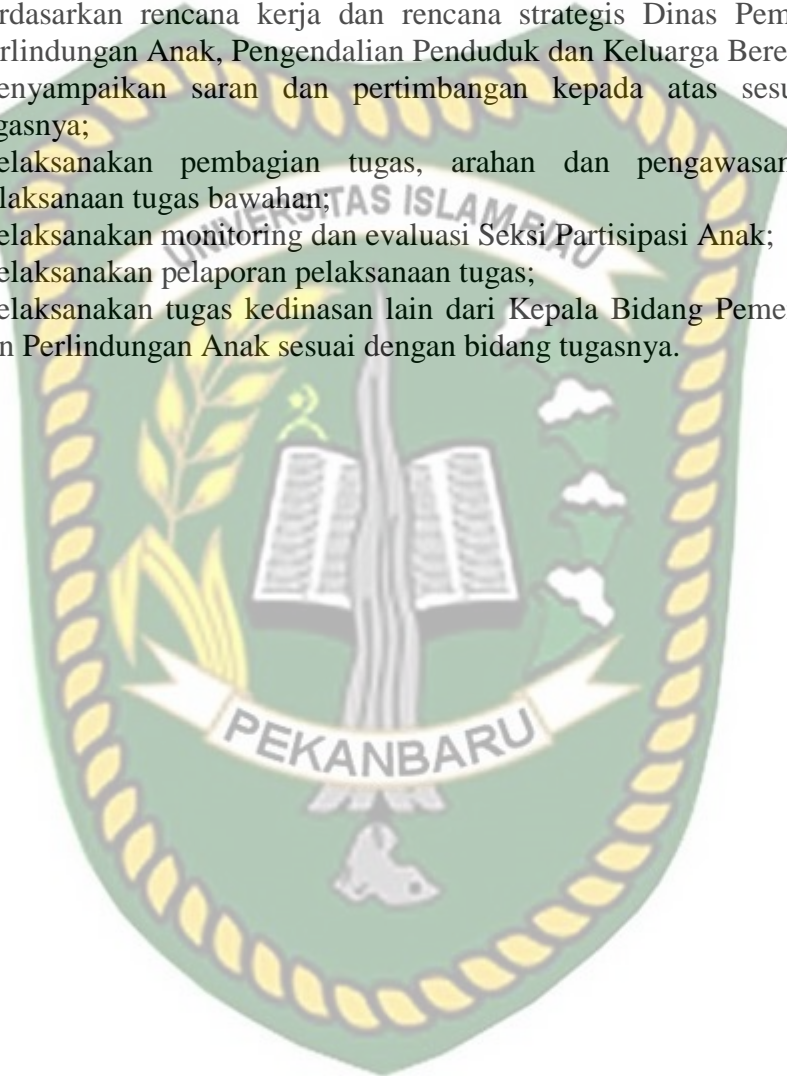 rdasarkan rencana kerja dan rencana strategis Dinas Pem
rlindungan Anak, Pengendalian Penduduk dan Keluarga Bere
enyampaikan saran dan pertimbangan kepada atas sesu
gasnya;
elaksanakan pembagian tugas, arahan dan pengawasan
laksanaan tugas bawahan;
elaksanakan monitoring dan evaluasi Seksi Partisipasi Anak;
elaksanakan pelaporan pelaksanaan tugas;
elaksanakan tugas kedinasan lain dari Kepala Bidang Peme
n Perlindungan Anak sesuai dengan bidang tugasnya.
UNIVERSITAS ISLAM RIAU
PEKANBARU